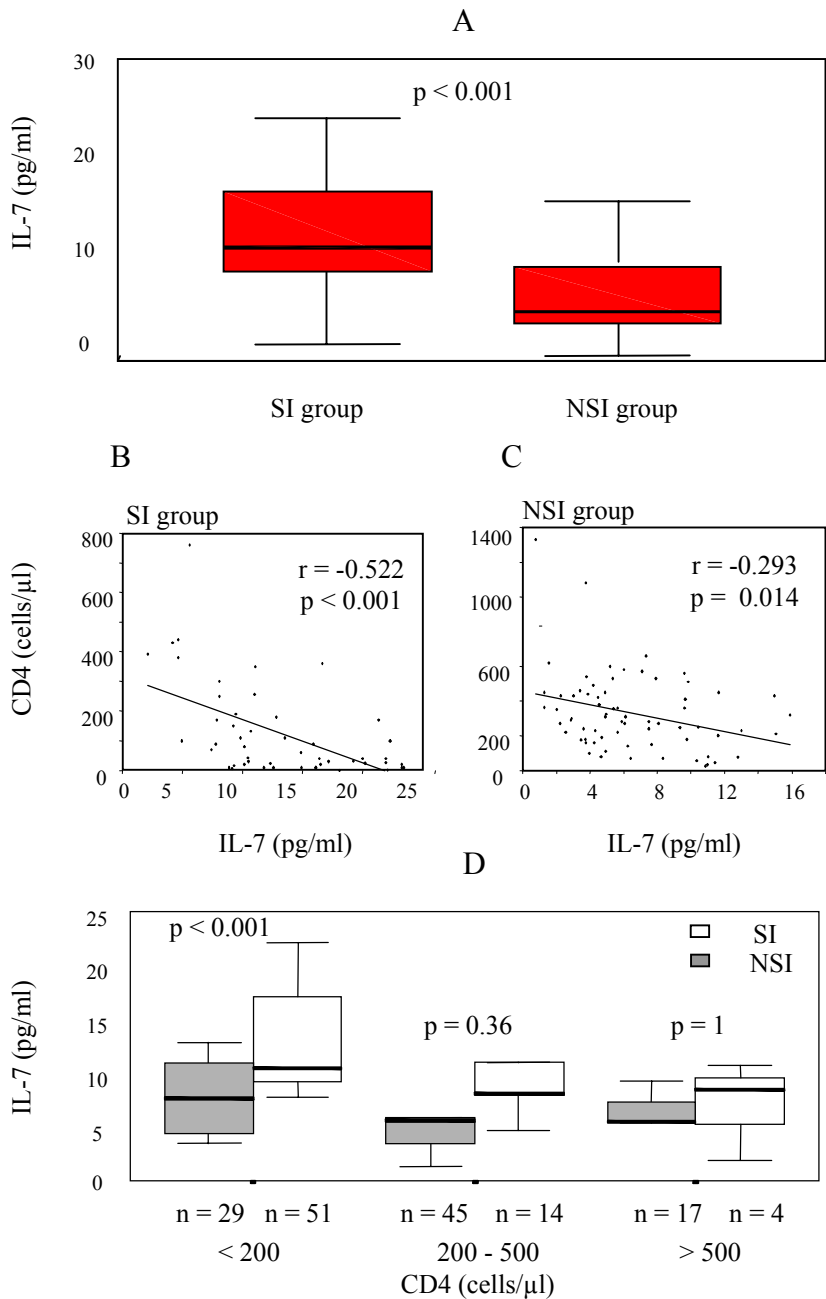 A
IL-7 (pg/ml)
30
20
10
0
p < 0.001
SI group NSI group
B
SI group
CD4 (cells/µl)
800
600
400
200
0
r = -0.522
p < 0.001
0 5 10 15 20 25
IL-7 (pg/ml)
C
NSI group
1400
1000
600
200
0
r = -0.293
p = 0.014
0 4 8 12 16
IL-7 (pg/ml)
D
IL-7 (pg/ml)
25
20
15
10
5
0
p < 0.001
p = 0.36
p = 1
SI
NSI
n = 29 n = 51 n = 45 n = 14 n = 17 n = 4
< 200 200 - 500 > 500
CD4 (cells/µl)